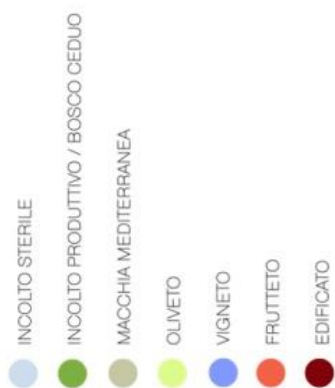 INCOLTO STERILE
INCOLTO PRODUTTIVO / BOSCO CEDUO
MACCHIA MEDITERRANEA
OLIVETO
VIGNETO
FRUTTETO
EDIFICATO